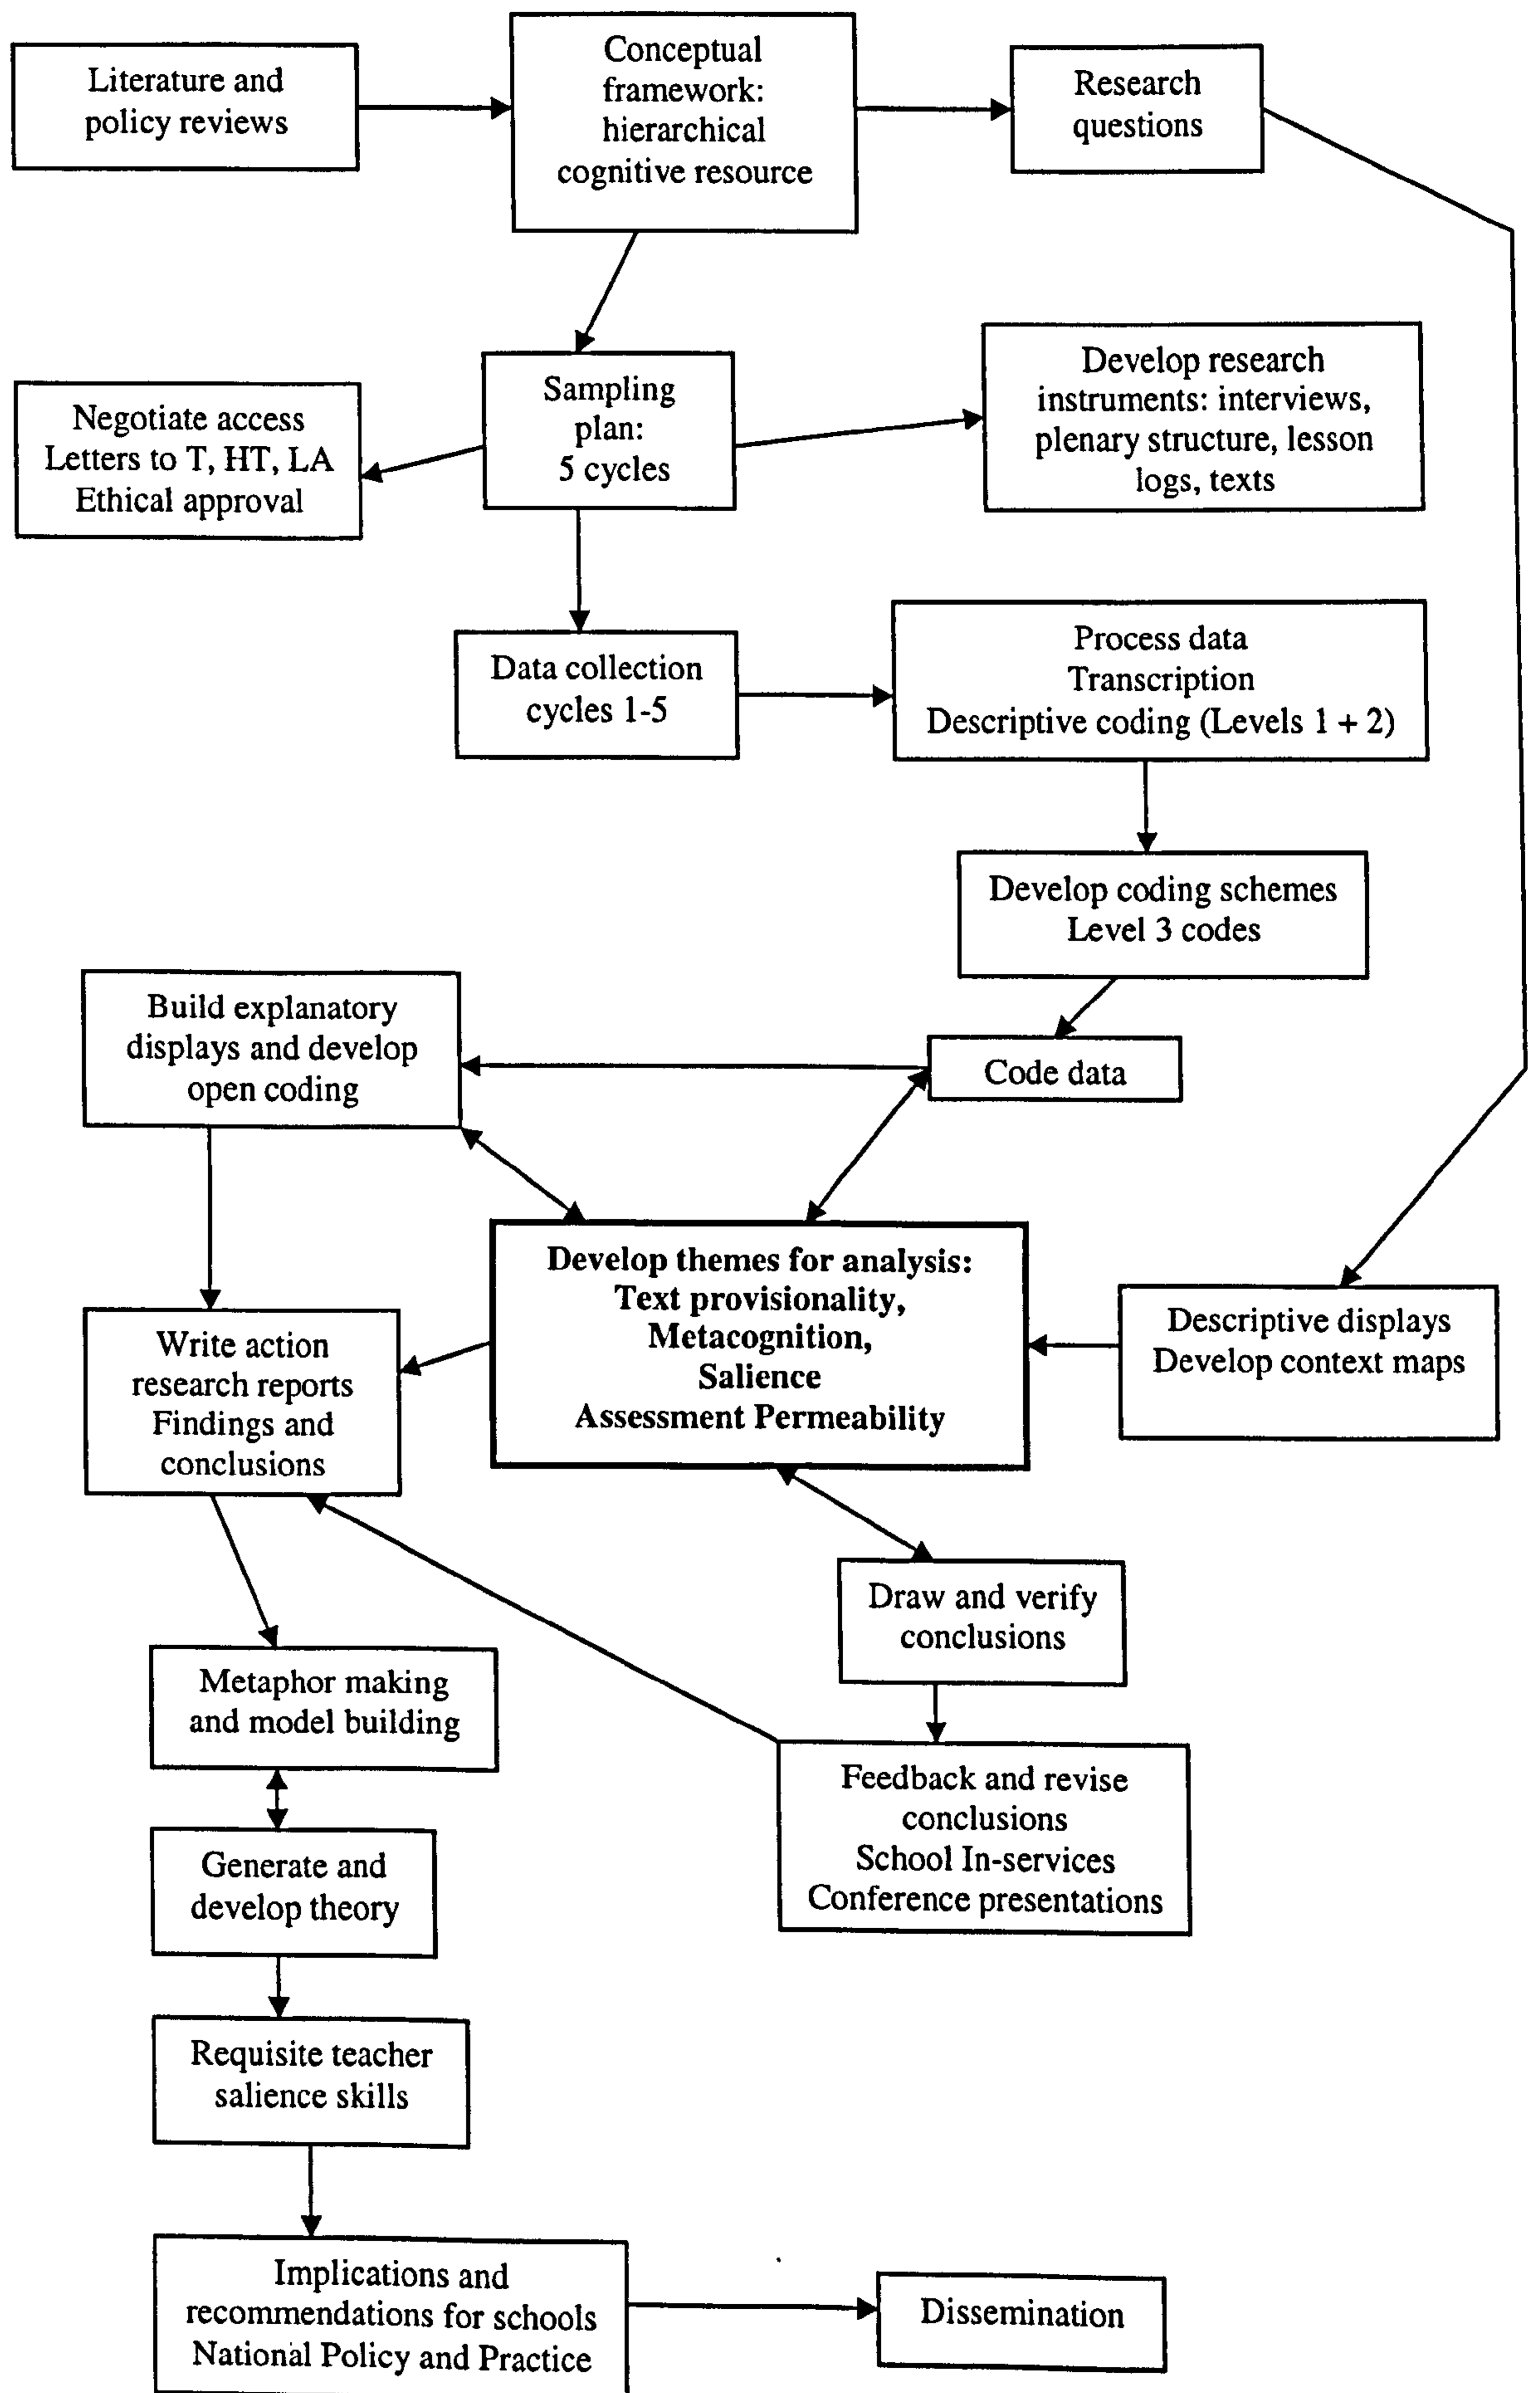 Literature and
policy reviews
Conceptual
framework:
hierarchical
cognitive resource
Research
questions
Negotiate access
Letters to T, HT, LA
Ethical approval
Sampling
plan:
5 cycles
Develop research
instruments: interviews,
plenary structure, lesson
logs, texts
Data collection
cycles 1-5
Process data
Transcription
Descriptive coding (Levels 1 + 2)
Develop coding schemes
Level 3 codes
Build explanatory
displays and develop
open coding
Code data
Develop themes for analysis:
Text provisionality,
Metacognition,
Salience
Assessment Permeability
Descriptive displays
Develop context maps
Write action
research reports
Findings and
conclusions
Draw and verify
conclusions
Metaphor making
and model building
Feedback and revise
conclusions
School In-services
Conference presentations
Generate and
develop theory
Requisite teacher
salience skills
Implications and
recommendations for schools
National Policy and Practice
Dissemination